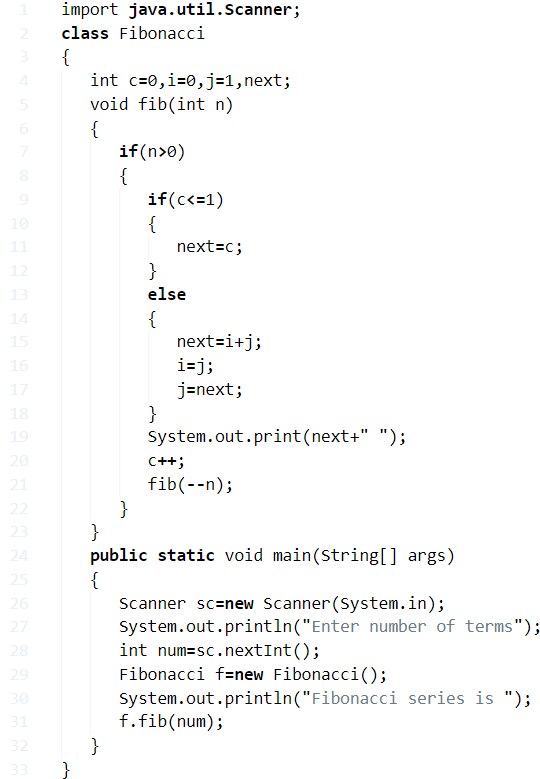 1 import java.util.Scanner;
2 class Fibonacci
3 {
4 int c=0,i=0,j=1,next;
5 void fib(int n)
6 {
7 if(n>0)
8 {
9 if(c<=1)
10 {
11 next=c;
12 }
13 else
14 {
15 next=i+j;
16 i=j;
17 j=next;
18 }
19 System.out.print(next+" ");
20 c++;
21 fib(--n);
22 }
23 }
24 public static void main(String[] args)
25 {
26 Scanner sc=new Scanner(System.in);
27 System.out.println("Enter number of terms");
28 int num=sc.nextInt();
29 Fibonacci f=new Fibonacci();
30 System.out.println("Fibonacci series is ");
31 f.fib(num);
32 }
33 }